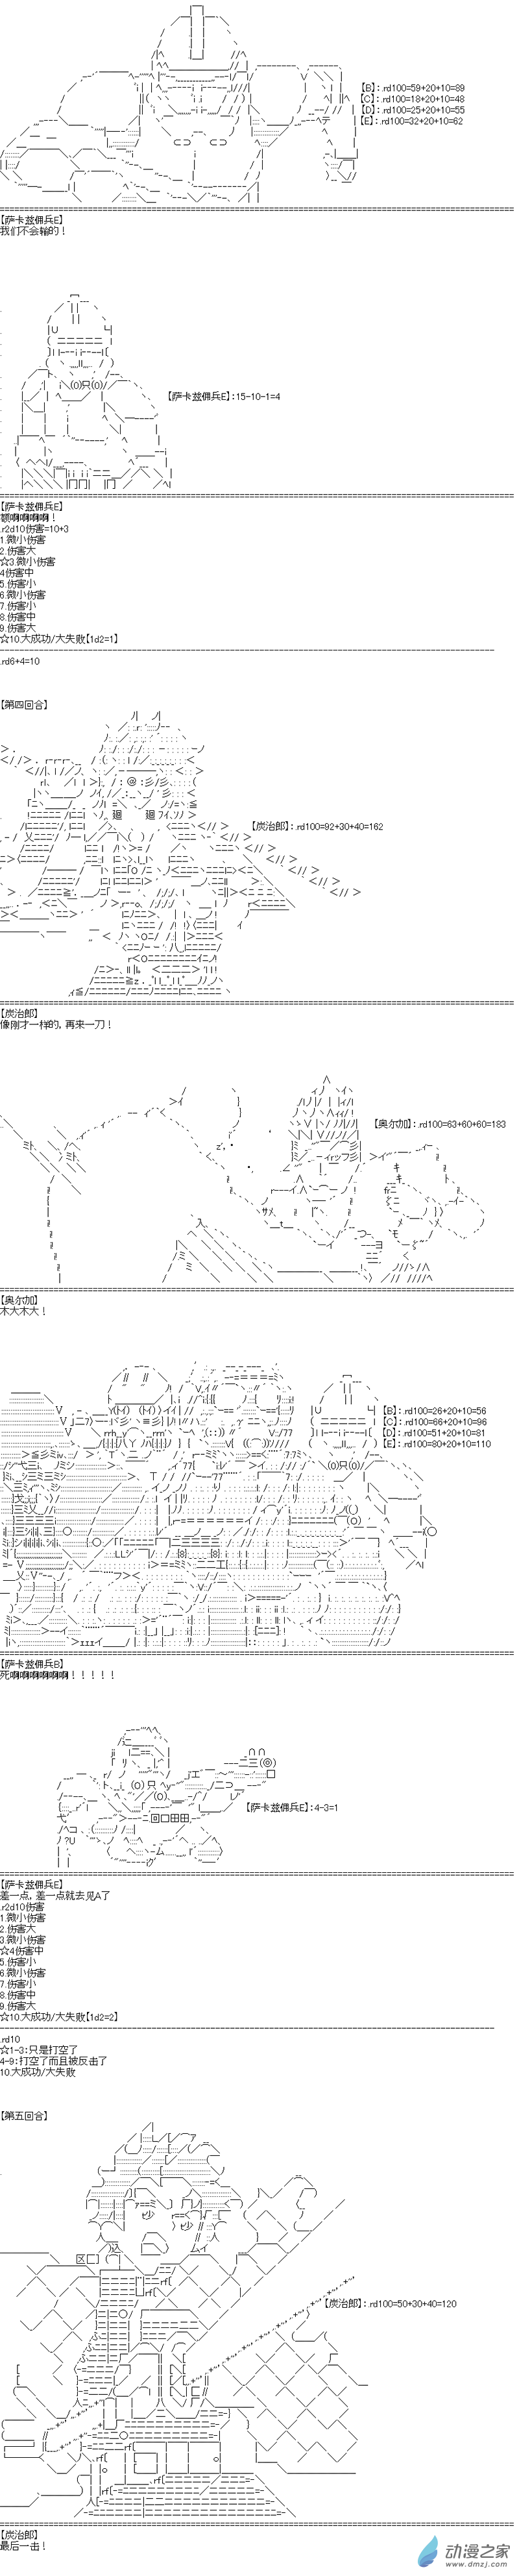 【B】：.rd100=59+20+10=89
【C】：.rd100=18+20+10=48
【D】：.rd100=25+20+10=55
【E】：.rd100=32+20+10=62
【萨卡兹佣兵E】
我们不会输的！
【萨卡兹佣兵E】：15-10-1=4
【萨卡兹佣兵E】
额啊啊啊啊啊！
.r2d10伤害=10+3
1.微小伤害
2.伤害大
☆3.微小伤害
4伤害中
5.伤害小
6.微小伤害
7.伤害小
8.伤害中
9.伤害大
☆10.大成功/大失败【1d2=1】
.rd6+4=10
【第四回合】
【炭治郎】：.rd100=92+30+40=162
【炭治郎】
像刚才一样的，再来一刀！
【奥尔加】：.rd100=63+60+60=183
【奥尔加】
木大木大！
【B】：.rd100=26+20+10=56
【C】：.rd100=66+20+10=96
【D】：.rd100=51+20+10=81
【E】：.rd100=80+20+10=110
【萨卡兹佣兵B】
死啊啊啊啊啊啊！！！！！
【萨卡兹佣兵E】：4-3=1
【萨卡兹佣兵E】
差一点，差一点就去见A了
.r2d10伤害
1.微小伤害
2.伤害大
3.微小伤害
☆4伤害中
5.伤害小
6.微小伤害
7.伤害小
8.伤害中
9.伤害大
☆10.大成功/大失败【1d2=2】
.rd10
☆1-3：只是打空了
4-9：打空了而且被反击了
10.大成功/大失败
【第五回合】
【炭治郎】：.rd100=50+30+40=120
【炭治郎】
最后一击！
动漫之家
www.dmzj.com